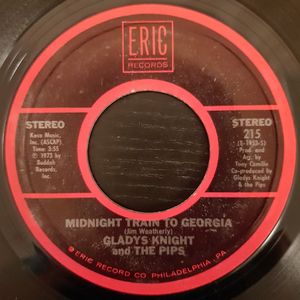 ERIC
RECORDS
STEREO
Keca Music,
Inc. (ASCAP)
Time: 3:55
℗ 1973 by
Buddah
Records,
Inc.
STEREO
215
(S-1953-S)
Prod. and
Arr. by:
Tony Camillo
Co-produced by
Gladys Knight
& the Pips
MIDNIGHT TRAIN TO GEORGIA
(Jim Weatherly)
GLADYS KNIGHT
and THE PIPS
ERIC RECORD CO PHILADELPHIA, PA.